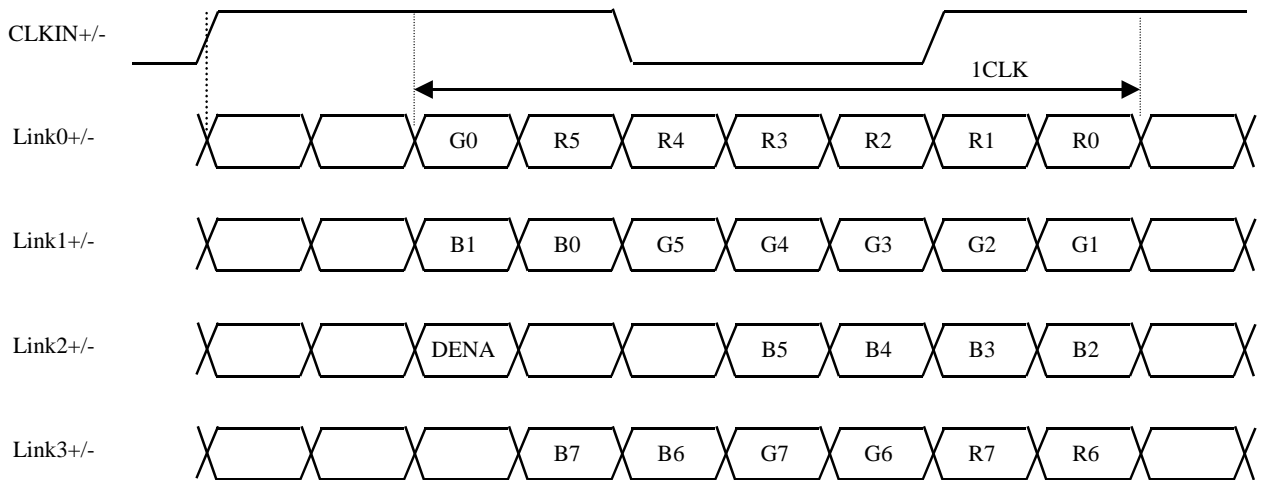 CLKIN+/-
1CLK
Link0+/- G0 R5 R4 R3 R2 R1 R0
Link1+/- B1 B0 G5 G4 G3 G2 G1
Link2+/- DENA B5 B4 B3 B2
Link3+/- B7 B6 G7 G6 R7 R6